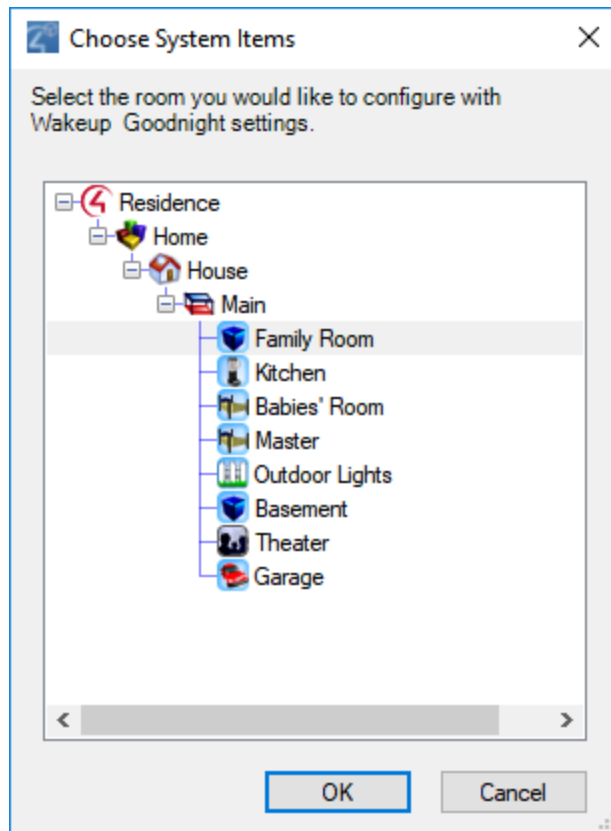 Choose System Items
Select the room you would like to configure with
Wakeup  Goodnight settings.
Residence
Home
House
Main
Family Room
Kitchen
Babies' Room
Master
Outdoor Lights
Basement
Theater
Garage
OK
Cancel